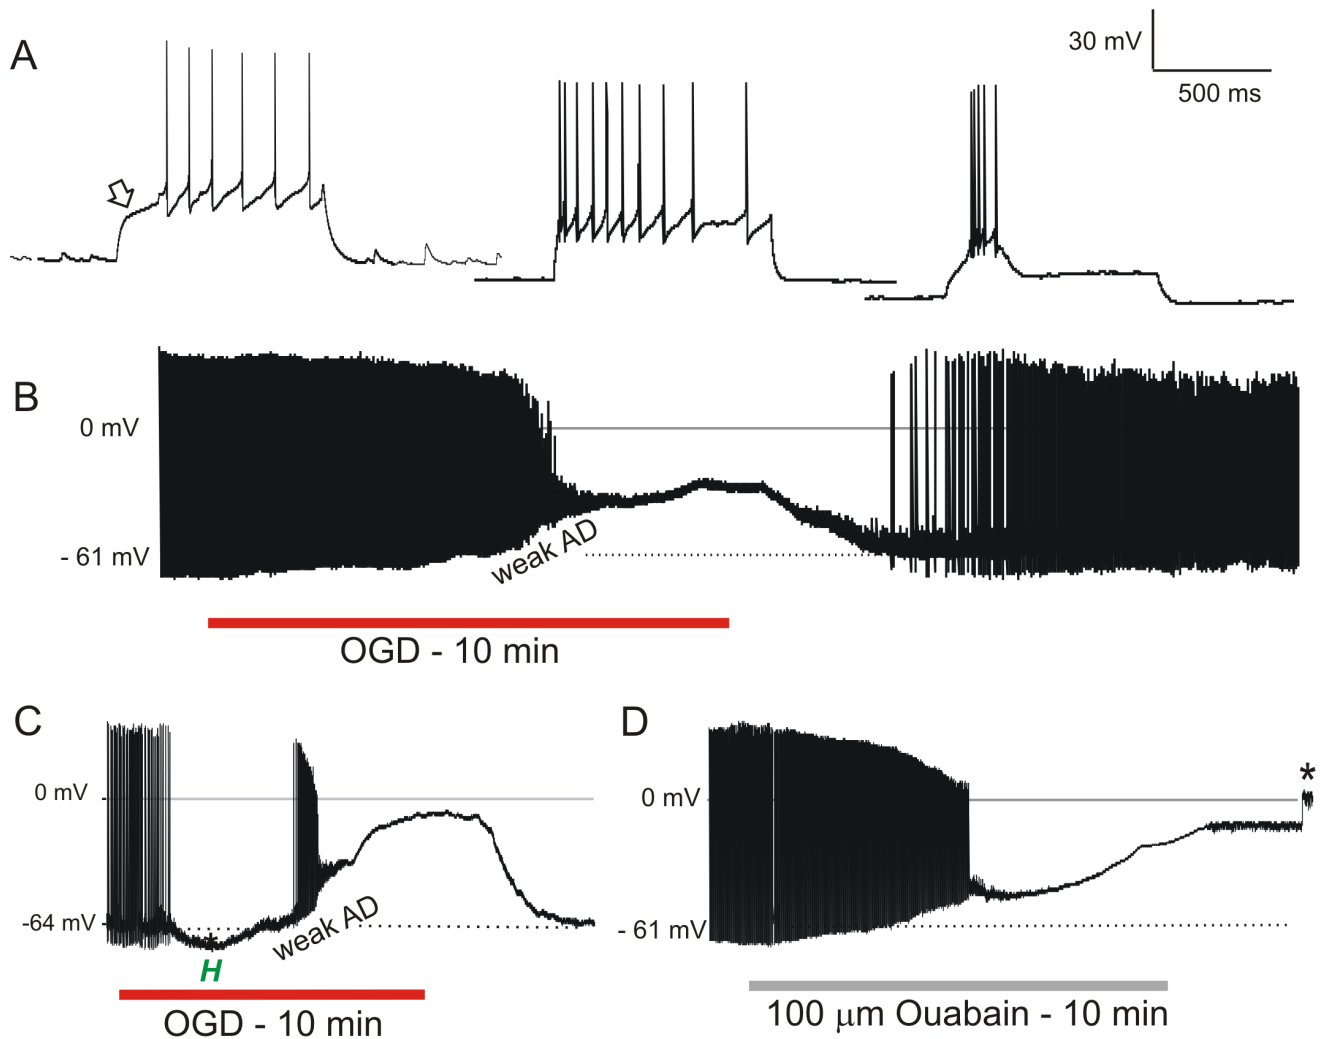 A
30 mV
500 ms
B
0 mV
- 61 mV
weak AD
OGD - 10 min
C
0 mV
-64 mV
*
H
weak AD
OGD - 10 min
D
0 mV
- 61 mV
*
100 μm Ouabain - 10 min